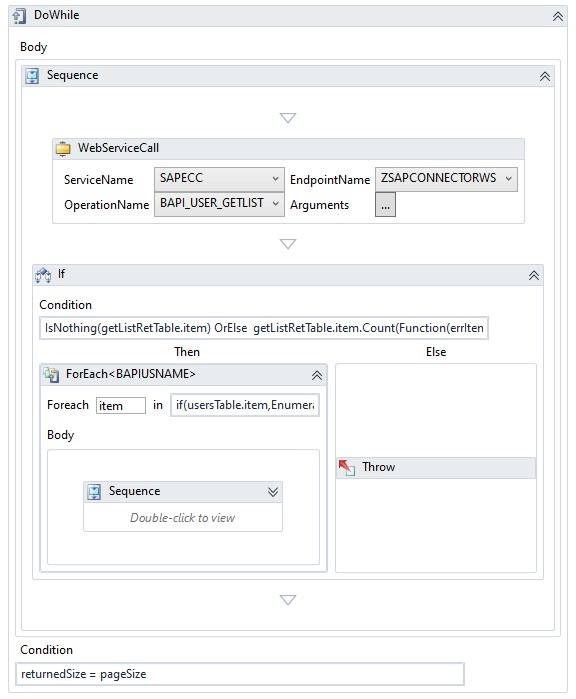 DoWhile
Body
Sequence
WebServiceCall
ServiceName SAPECC EndpointName ZSAPCONNECTORWS
OperationName BAPI_USER_GETLIST Arguments ...
If
Condition
IsNothing(getListRetTable.item) OrElse getListRetTable.item.Count(Function(errIten
Then Else
ForEach<BAPIUSNAME>
Foreach item in if(usersTable.item,Enumera
Body
Sequence
Double-click to view
Throw
Condition
returnedSize = pageSize